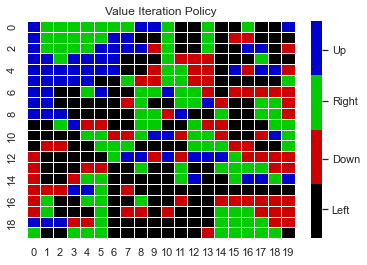 Value Iteration Policy
0
2
4
6
8
10
12
14
16
18
0 1 2 3 4 5 6 7 8 9 10 11 12 13 14 15 16 17 18 19
Up
Right
Down
Left